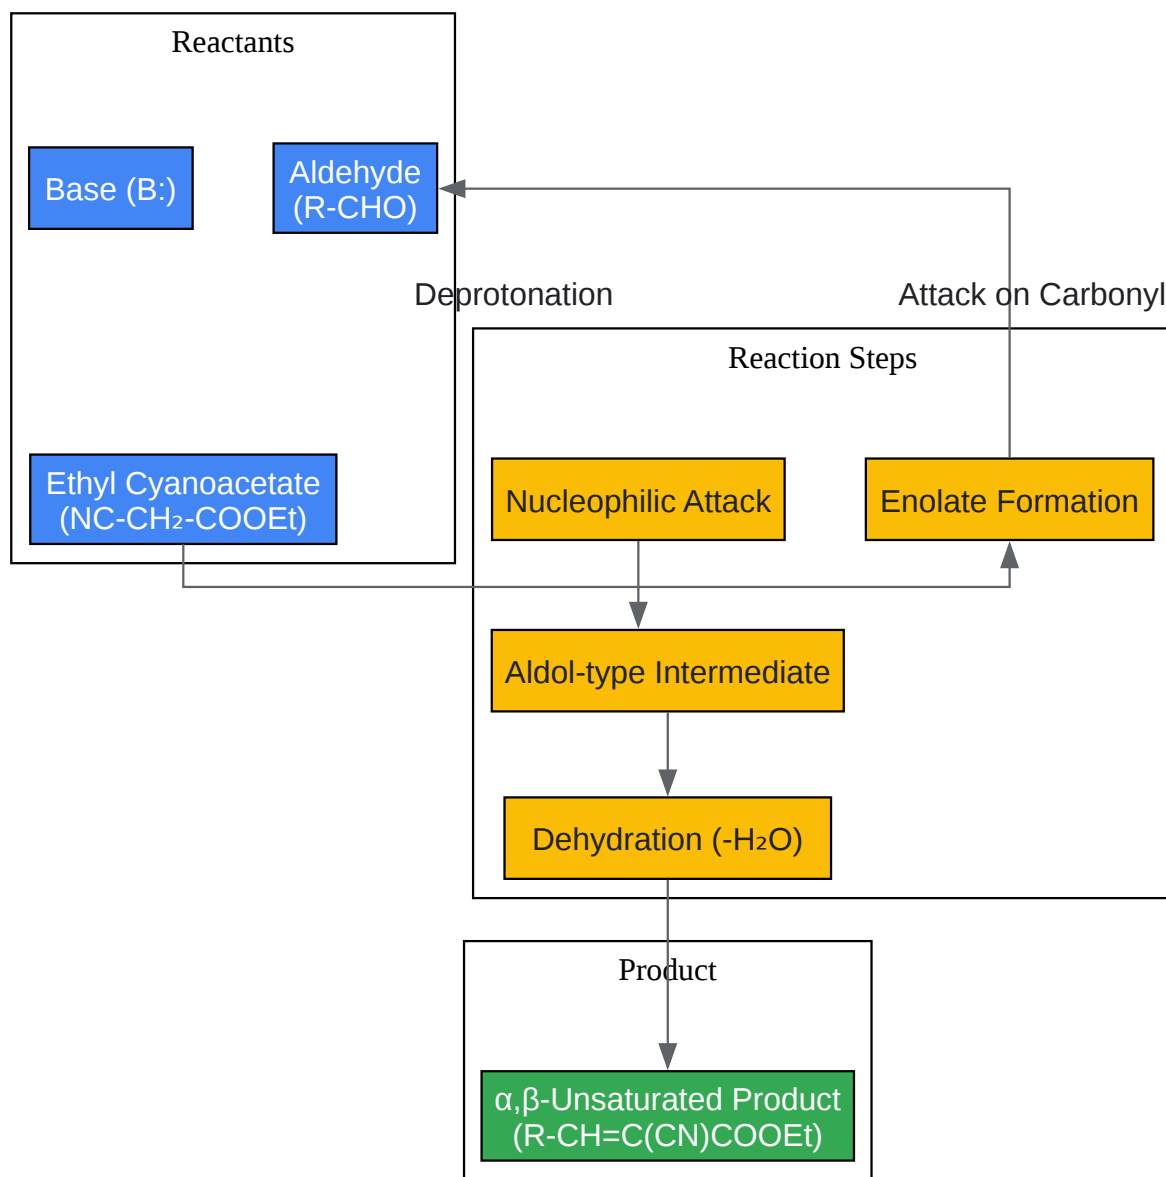 Reactants
Base (B:)
Aldehyde
(R-CHO)
Deprotonation
Attack on Carbonyl
Reaction Steps
Ethyl Cyanoacetate
(NC-CH₂-COOEt)
Nucleophilic Attack
Enolate Formation
Aldol-type Intermediate
Dehydration (-H₂O)
Product
α,β-Unsaturated Product
(R-CH=C(CN)COOEt)